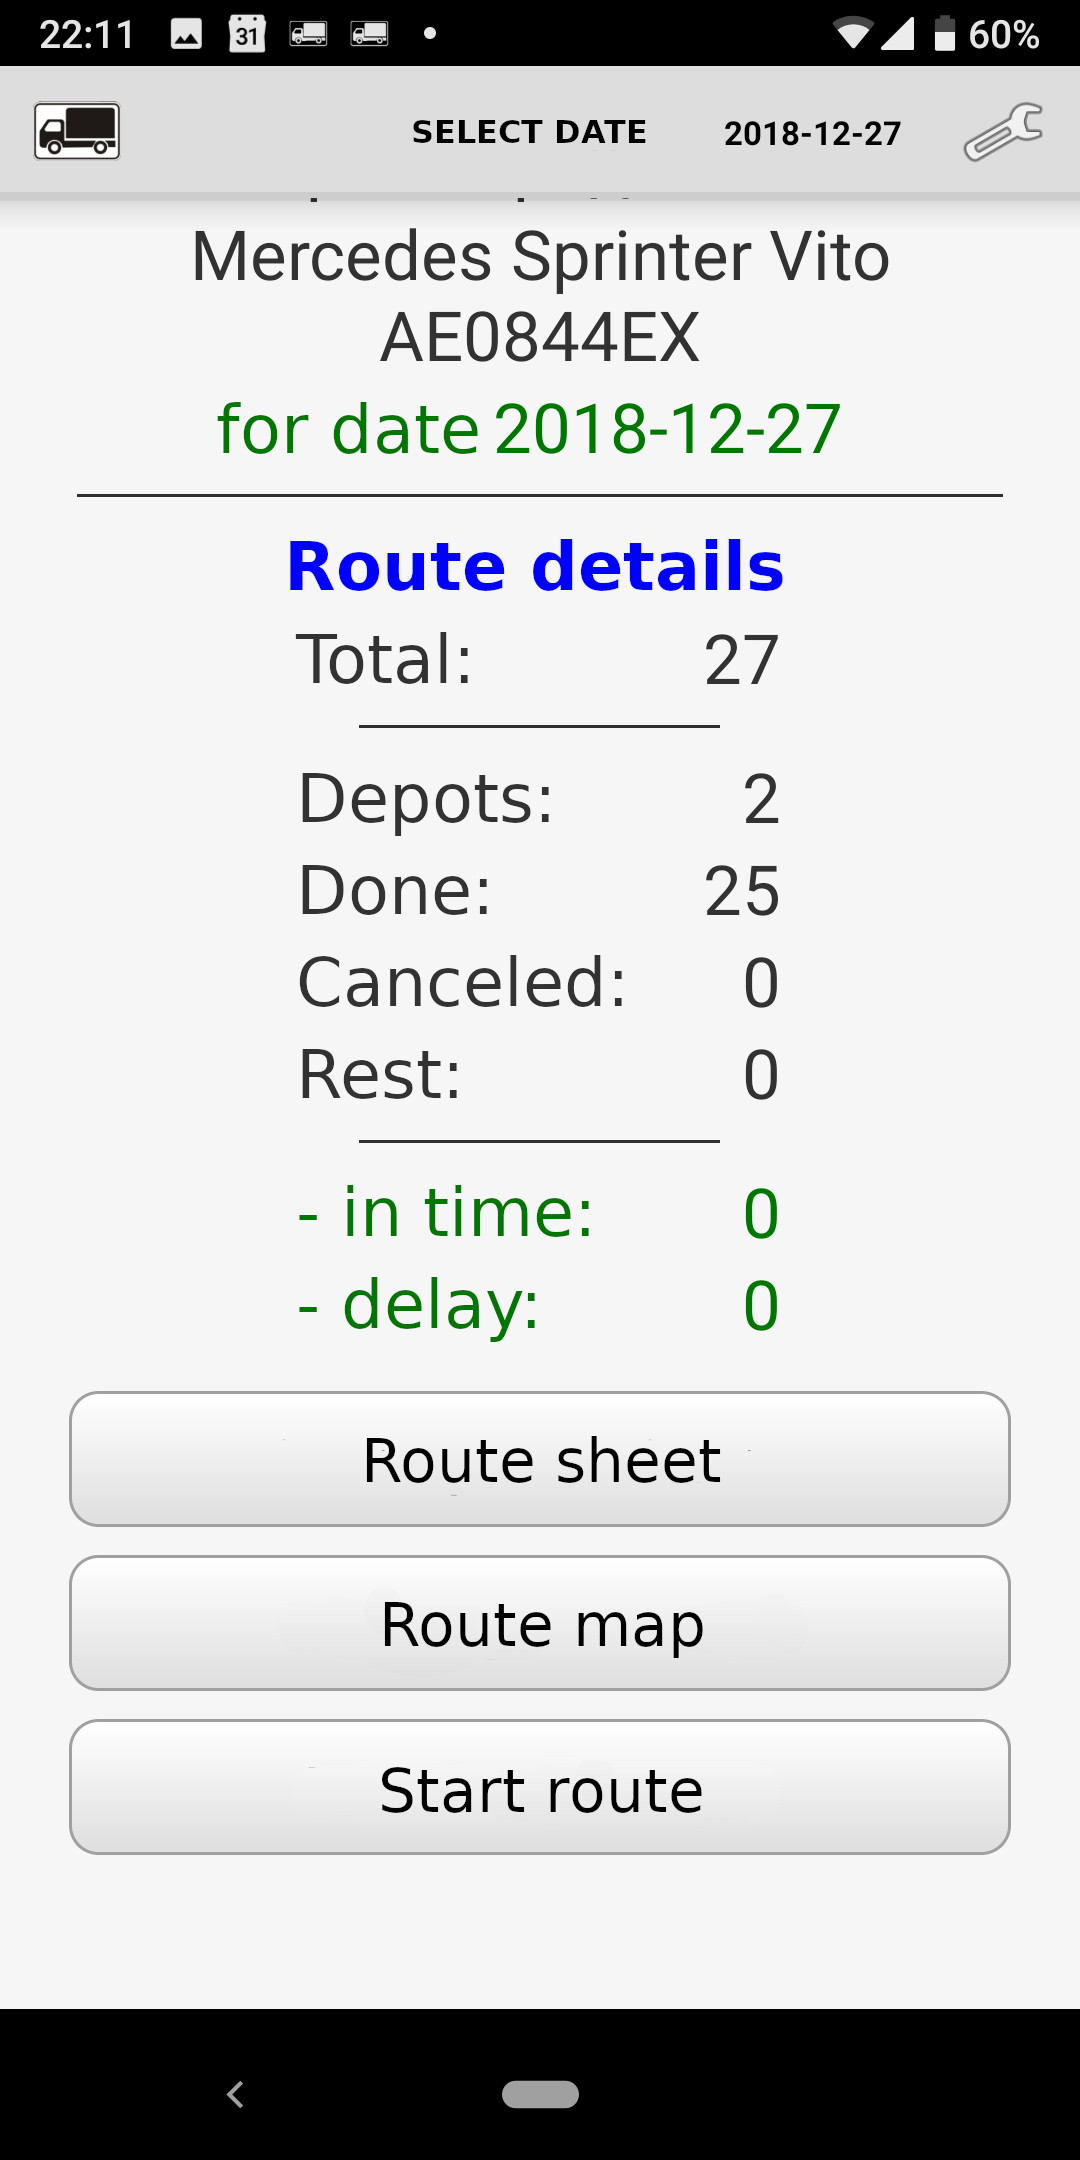 22:11 31 60%
SELECT DATE 2018-12-27
Mercedes Sprinter Vito
AE0844EX
for date 2018-12-27
Route details
Total: 27
Depots: 2
Done: 25
Canceled: 0
Rest: 0
- in time: 0
- delay: 0
Route sheet
Route map
Start route